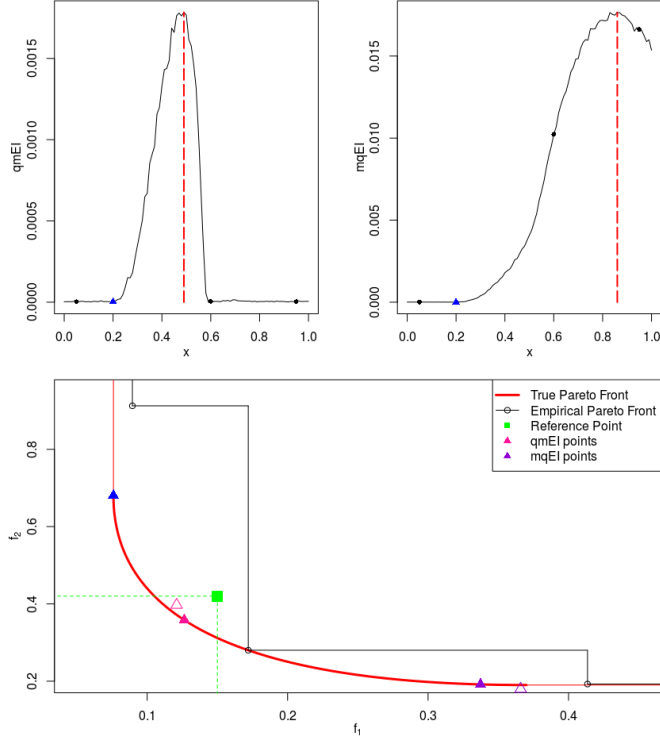 qmEI
0.0000
0.0005
0.0010
0.0015
0.0
0.2
0.4
0.6
0.8
1.0
x
mqEI
0.000
0.005
0.010
0.015
0.0
0.2
0.4
0.6
0.8
1.0
x
True Pareto Front
Empirical Pareto Front
Reference Point
qmEI points
mqEI points
f₂
0.2
0.4
0.6
0.8
0.1
0.2
0.3
0.4
f₁